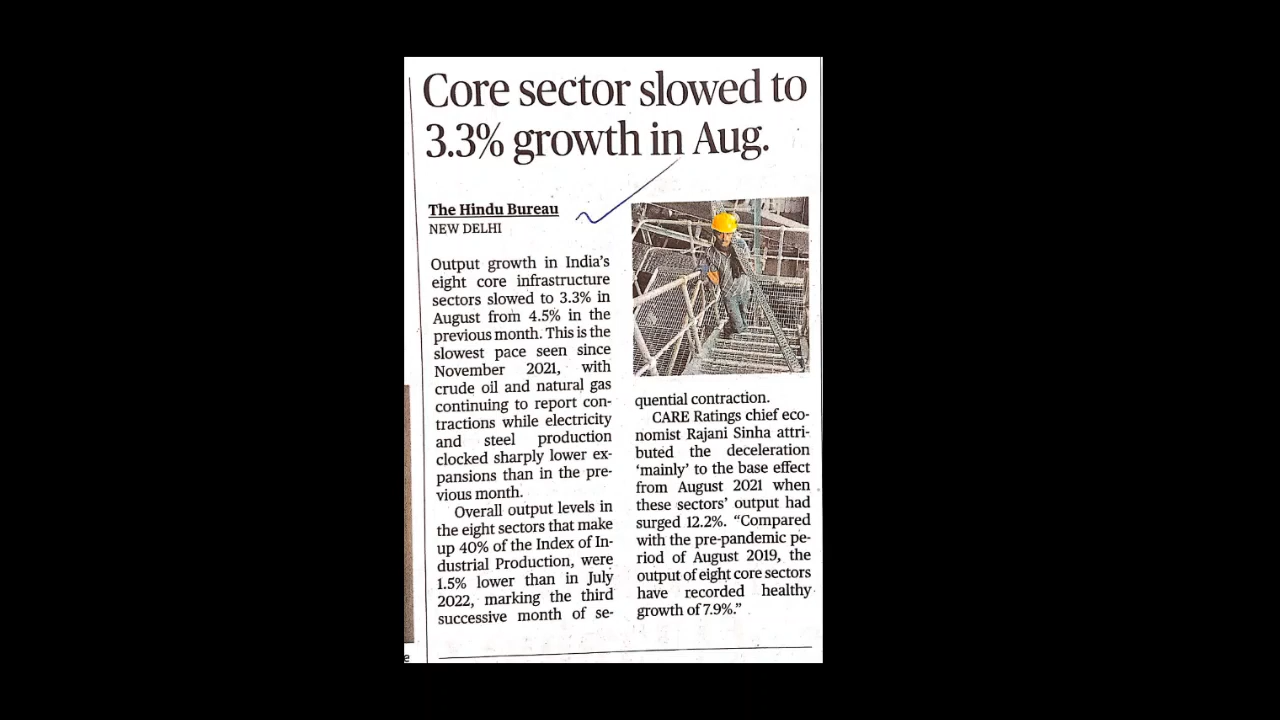 Core sector slowed to
3.3% growth in Aug.
The Hindu Bureau
NEW DELHI
Output growth in India's
eight core infrastructure
sectors slowed to 3.3% in
August from 4.5% in the
previous month. This is the
slowest pace seen since
November 2021, with
crude oil and natural gas
continuing to report con-
tractions while electricity
and steel production
clocked sharply lower ex-
pansions than in the pre-
vious month.
Overall output levels in
the eight sectors that make
up 40% of the Index of In-
dustrial Production, were
1.5% lower than in July
2022, marking the third
successive month of se-
quential contraction.
CARE Ratings chief eco-
nomist Rajani Sinha attri-
buted the deceleration
'mainly' to the base effect
from August 2021 when
these sectors' output had
surged 12.2%. "Compared
with the pre-pandemic pe-
riod of August 2019, the
output of eight core sectors
have recorded healthy
growth of 7.9%."
e